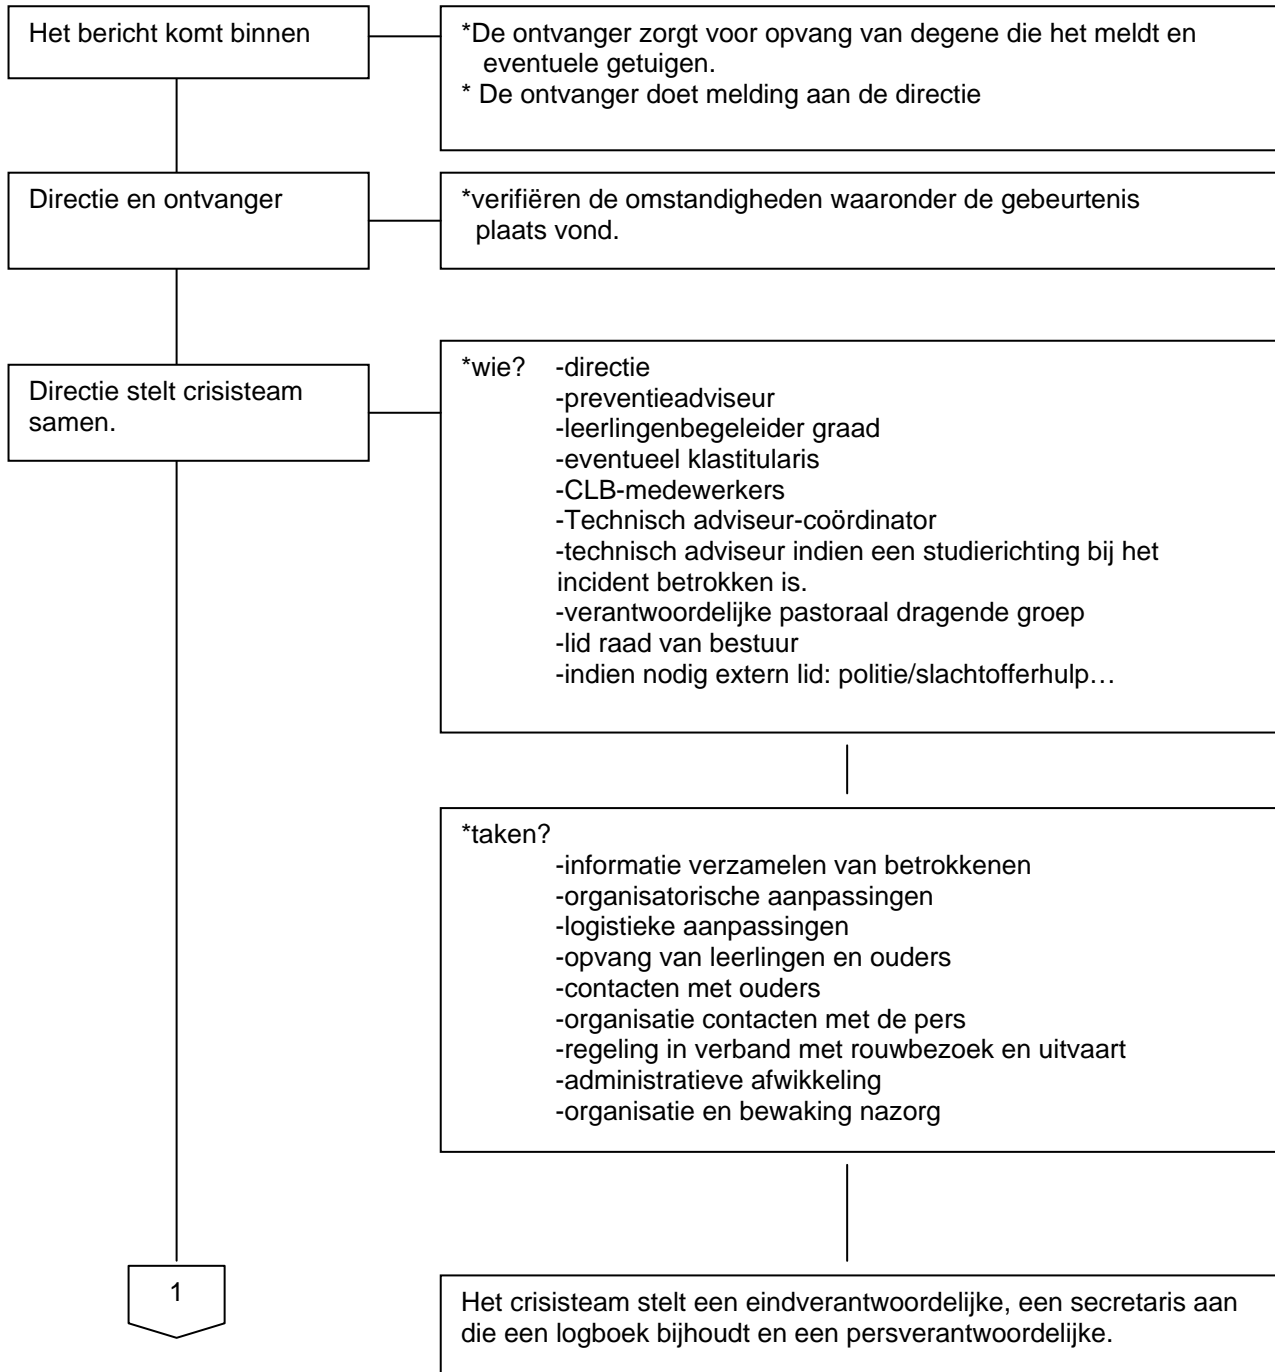 Het bericht komt binnen
*De ontvanger zorgt voor opvang van degene die het meldt en
eventuele getuigen.
* De ontvanger doet melding aan de directie
Directie en ontvanger
*verifiëren de omstandigheden waaronder de gebeurtenis
plaats vond.
Directie stelt crisisteam
samen.
*wie? -directie
-preventieadviseur
-leerlingenbegeleider graad
-eventueel klastitularis
-CLB-medewerkers
-Technisch adviseur-coördinator
-technisch adviseur indien een studierichting bij het
incident betrokken is.
-verantwoordelijke pastoraal dragende groep
-lid raad van bestuur
-indien nodig extern lid: politie/slachtofferhulp…
*taken?
-informatie verzamelen van betrokkenen
-organisatorische aanpassingen
-logistieke aanpassingen
-opvang van leerlingen en ouders
-contacten met ouders
-organisatie contacten met de pers
-regeling in verband met rouwbezoek en uitvaart
-administratieve afwikkeling
-organisatie en bewaking nazorg
1
Het crisisteam stelt een eindverantwoordelijke, een secretaris aan
die een logboek bijhoudt en een persverantwoordelijke.